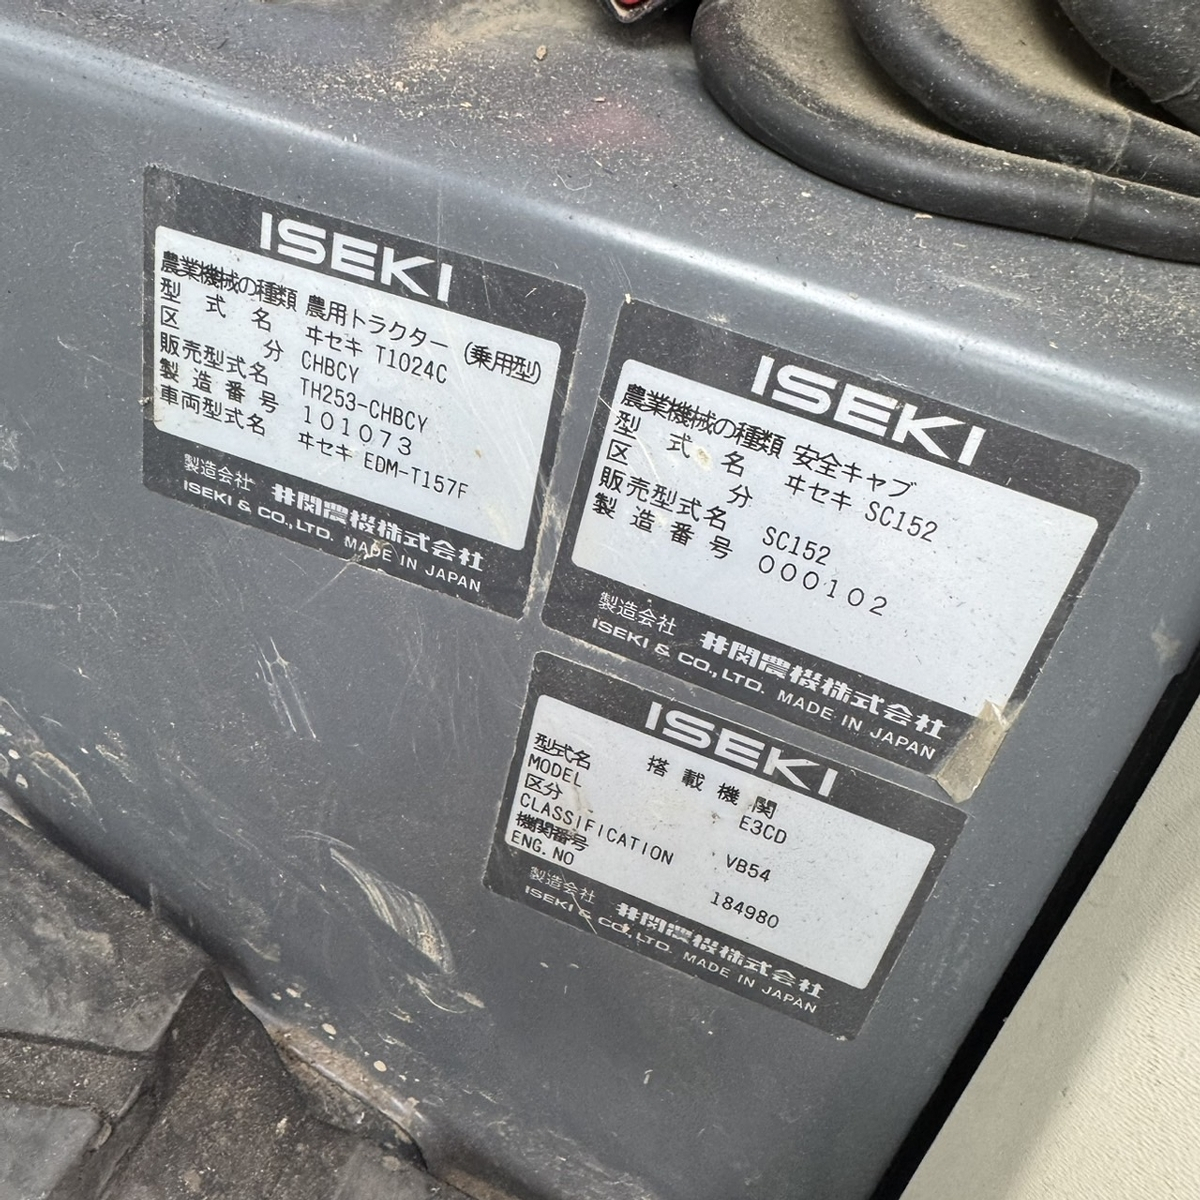 ISEKI
農業機械の種類 農用トラクター (乗用型)
型式名 ヰセキ T1024C
区分 CHBCY
販売型式名 TH253-CHBCY
製造番号 101073
車両型式名 ヰセキ EDM-T157F
製造会社 井関農機株式会社
ISEKI & CO., LTD. MADE IN JAPAN
ISEKI
農業機械の種類 安全キャブ
型式名 ヰセキ SC152
区分
販売型式名 SC152
製造番号 000102
製造会社 井関農機株式会社
ISEKI & CO., LTD. MADE IN JAPAN
ISEKI
搭載機関
型式名
MODEL E3CD
区分
CLASSIFICATION VB54
機関番号
ENG. NO 184980
製造会社 井関農機株式会社
ISEKI & CO., LTD. MADE IN JAPAN